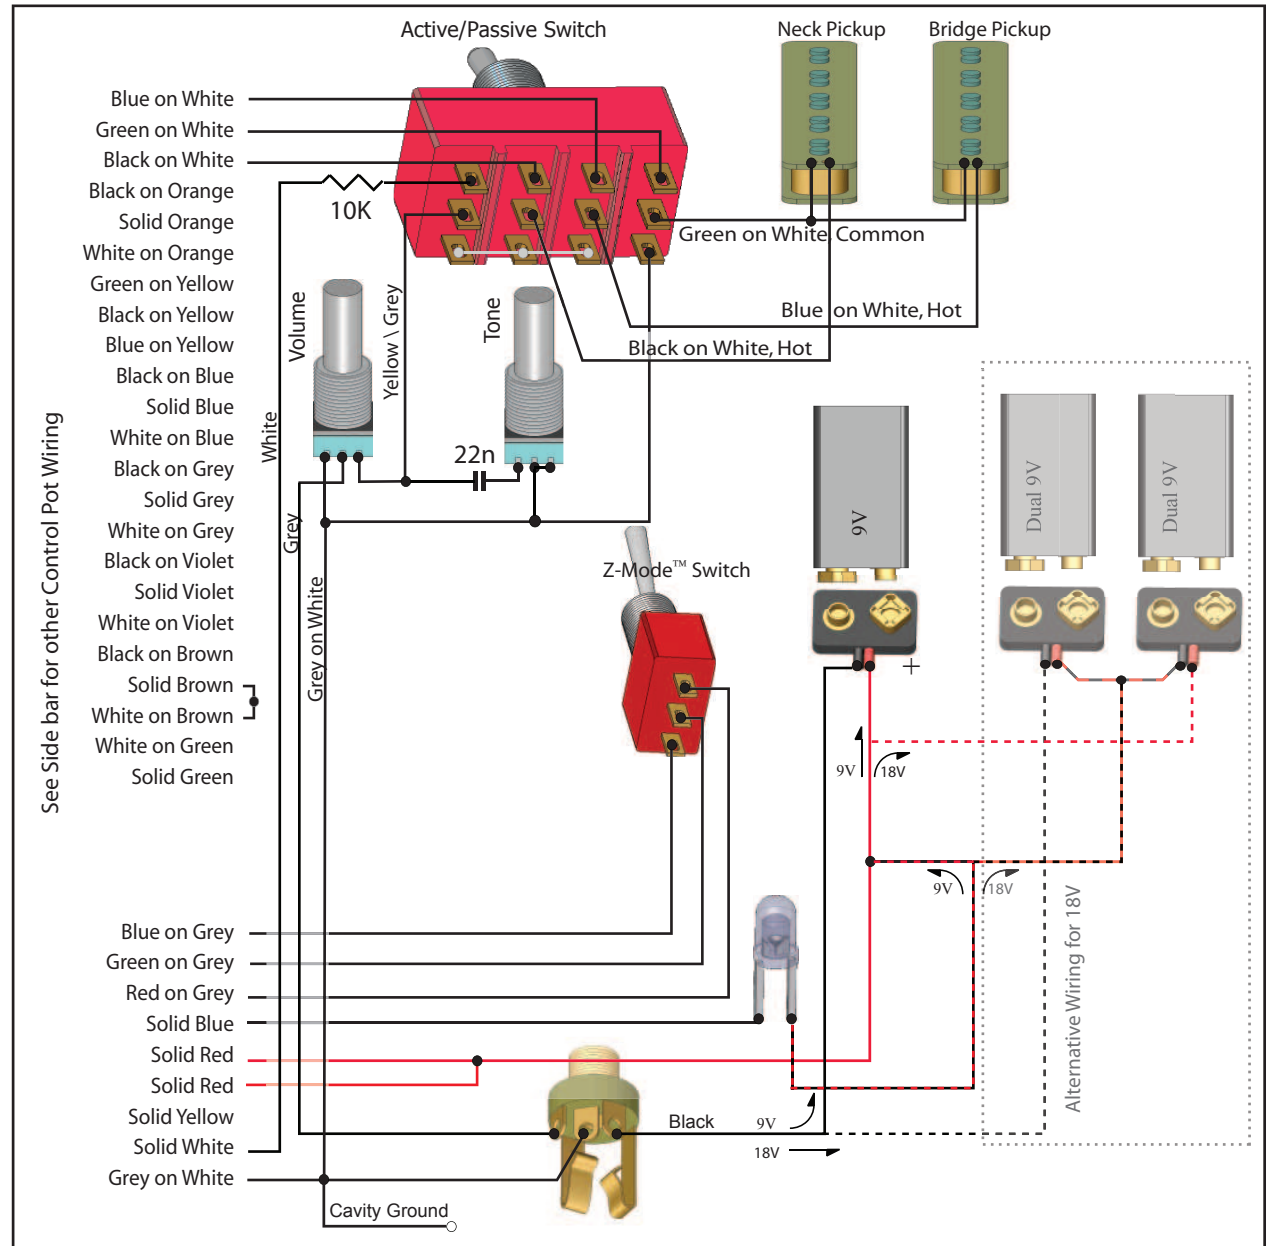 Active/Passive Switch
Neck Pickup
Bridge Pickup
Blue on White
Green on White
Black on White
Black on Orange
Solid Orange
White on Orange
Green on Yellow
Black on Yellow
Blue on Yellow
Black on Blue
Solid Blue
White on Blue
Black on Grey
Solid Grey
White on Grey
Black on Violet
Solid Violet
White on Violet
Black on Brown
Solid Brown
White on Brown
White on Green
Solid Green
See Side bar for other Control Pot Wiring
10K
Green on White, Common
Blue on White, Hot
Black on White, Hot
Volume
Yellow \ Grey
Tone
White
22n
Grey
Grey on White
Z-Mode™ Switch
9V
Dual 9V
Dual 9V
+
9V
18V
9V
18V
Alternative Wiring for 18V
Blue on Grey
Green on Grey
Red on Grey
Solid Blue
Solid Red
Solid Red
Solid Yellow
Solid White
Grey on White
Black
9V
18V
Cavity Ground